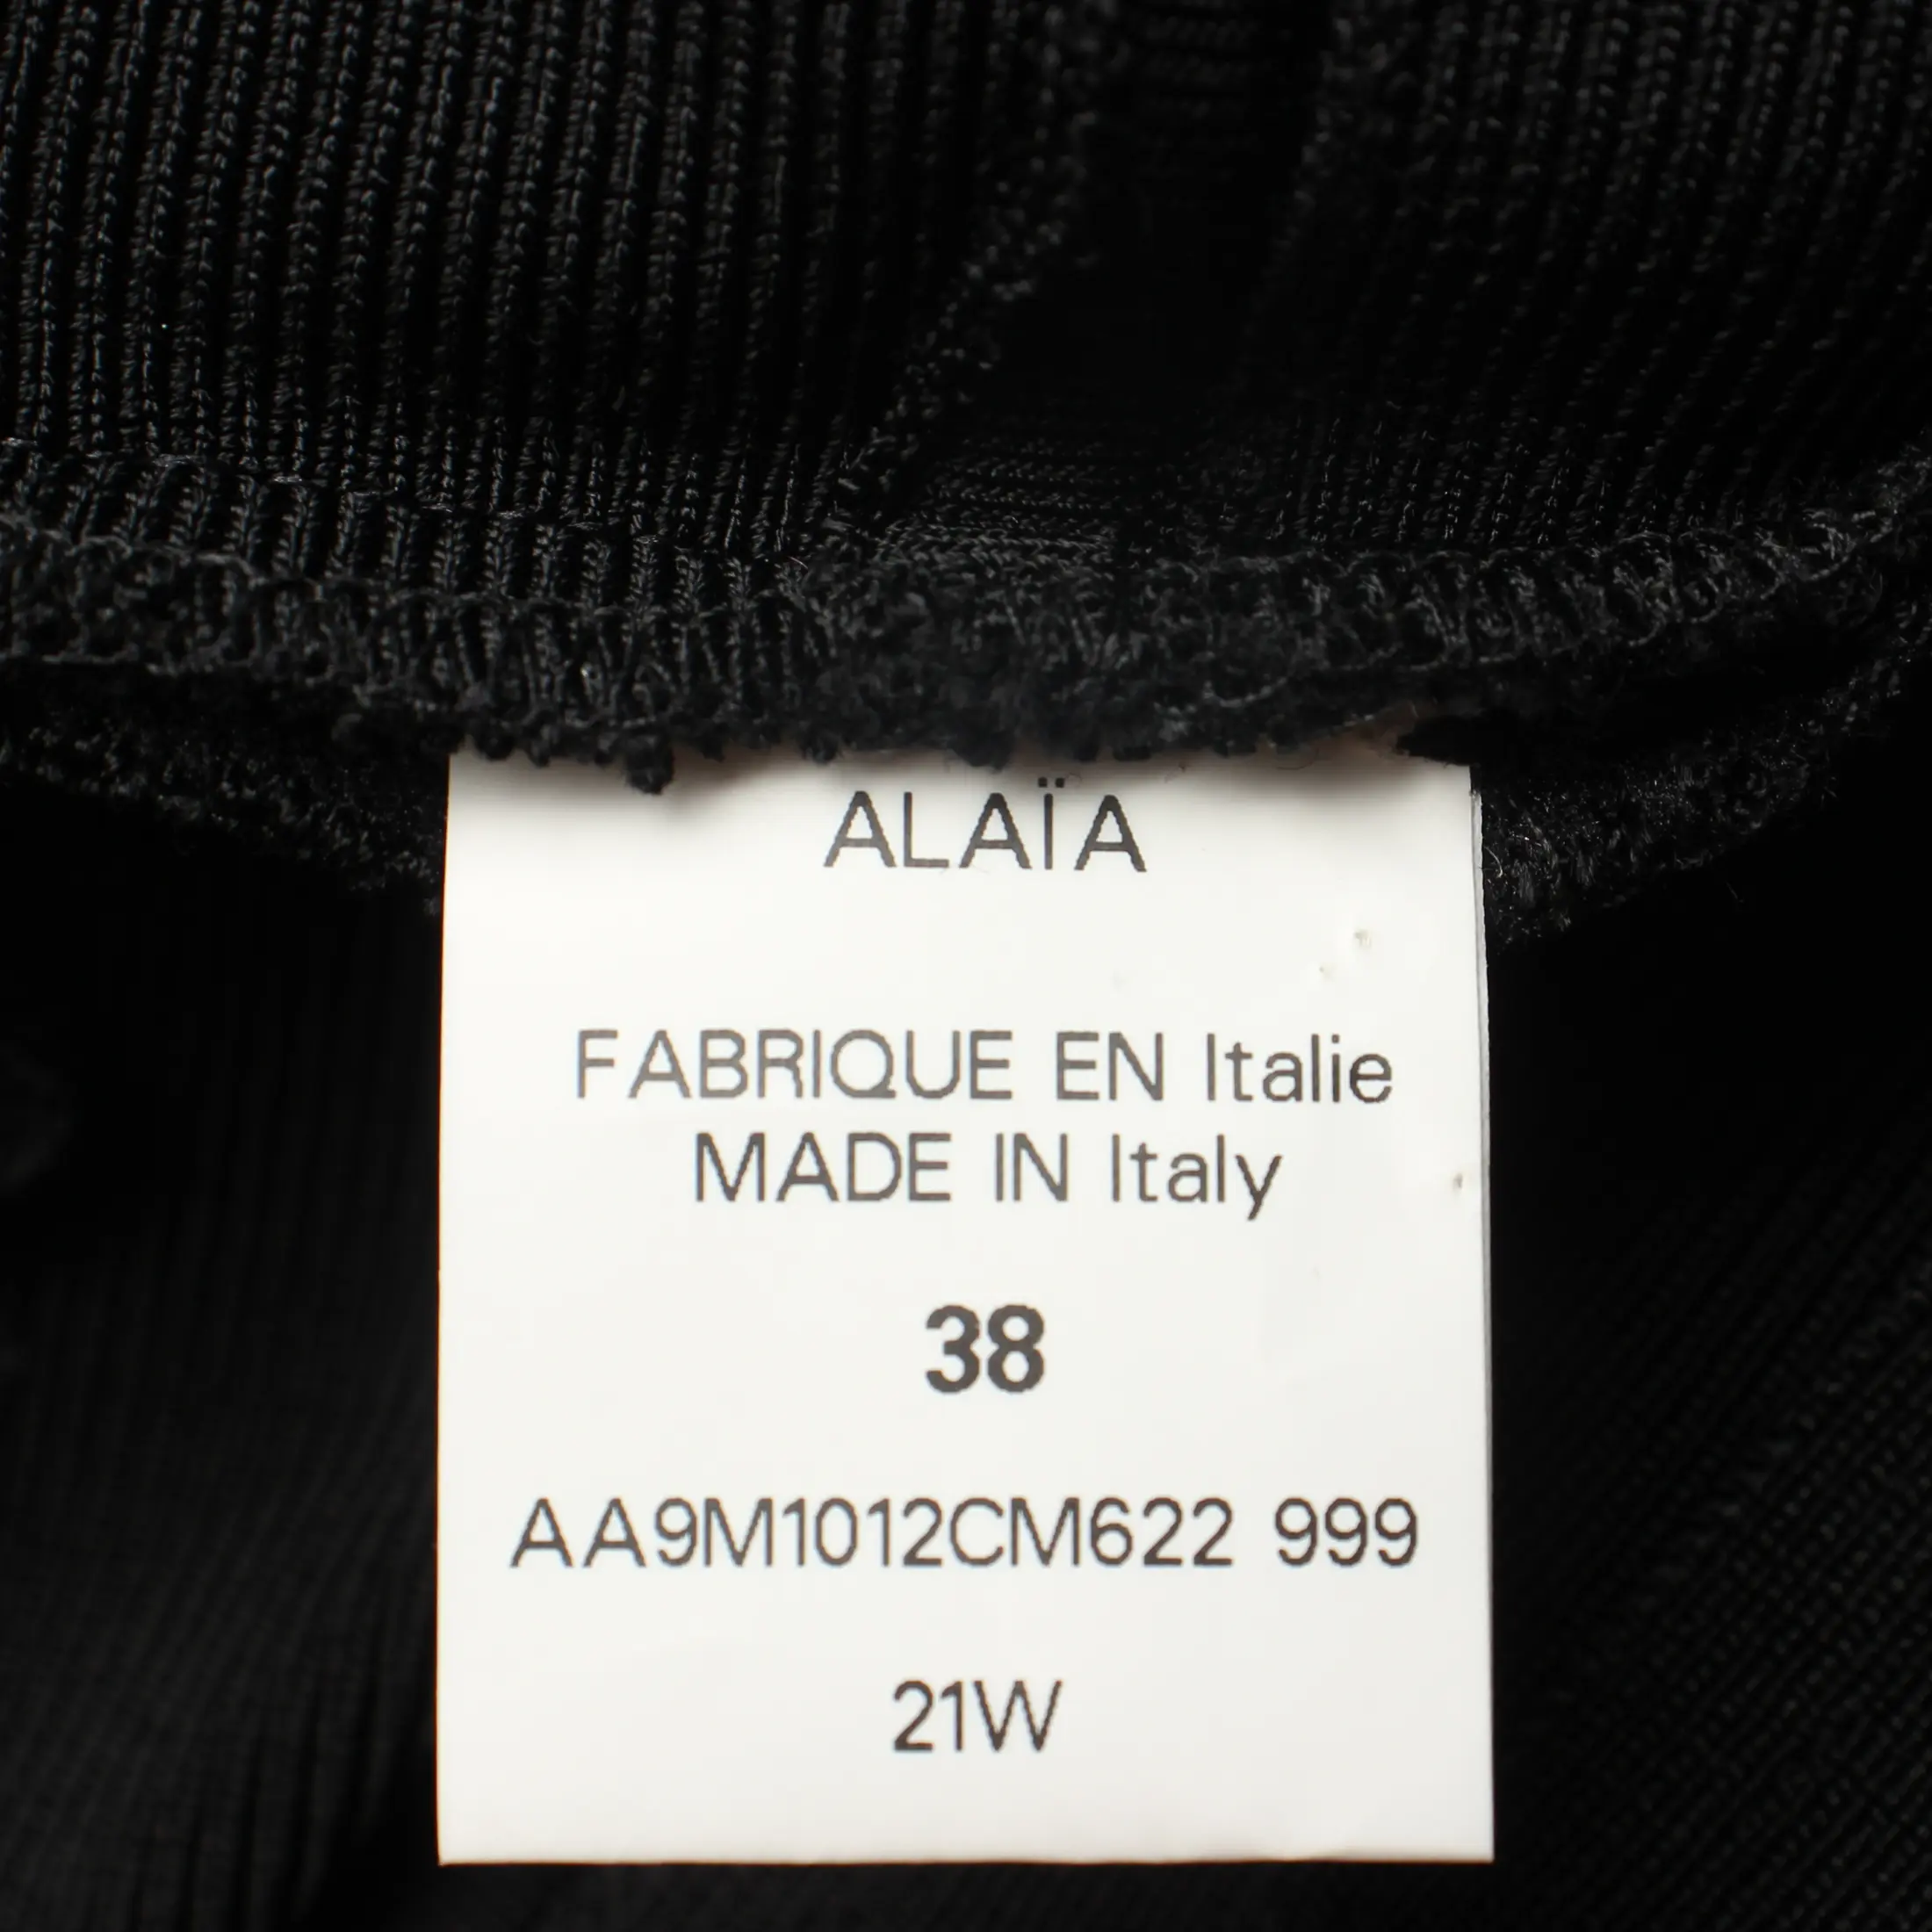 ALAÏA
FABRIQUE EN Italie
MADE IN Italy
38
AA9M1012CM622 999
21W